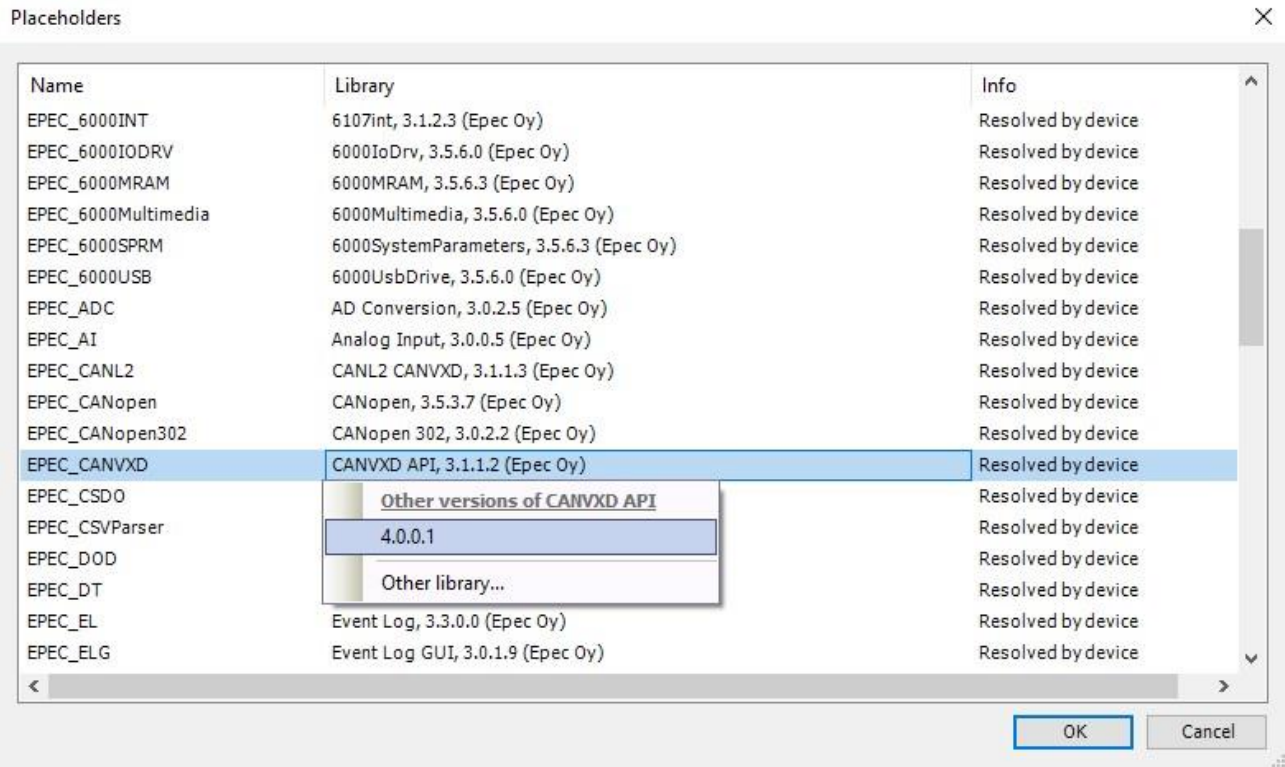 Placeholders
Name Library Info
EPEC_6000INT 6107int, 3.1.2.3 (Epec Oy) Resolved by device
EPEC_6000IODRV 6000IoDrv, 3.5.6.0 (Epec Oy) Resolved by device
EPEC_6000MRAM 6000MRAM, 3.5.6.3 (Epec Oy) Resolved by device
EPEC_6000Multimedia 6000Multimedia, 3.5.6.0 (Epec Oy) Resolved by device
EPEC_6000SPRM 6000SystemParameters, 3.5.6.3 (Epec Oy) Resolved by device
EPEC_6000USB 6000UsbDrive, 3.5.6.0 (Epec Oy) Resolved by device
EPEC_ADC AD Conversion, 3.0.2.5 (Epec Oy) Resolved by device
EPEC_AI Analog Input, 3.0.0.5 (Epec Oy) Resolved by device
EPEC_CANL2 CANL2 CANVXD, 3.1.1.3 (Epec Oy) Resolved by device
EPEC_CANopen CANopen, 3.5.3.7 (Epec Oy) Resolved by device
EPEC_CANopen302 CANopen 302, 3.0.2.2 (Epec Oy) Resolved by device
EPEC_CANVXD CANVXD API, 3.1.1.2 (Epec Oy) Resolved by device
EPEC_CSDO Other versions of CANVXD API Resolved by device
EPEC_CSVParser 4.0.0.1 Resolved by device
EPEC_DOD Resolved by device
EPEC_DT Other library... Resolved by device
EPEC_EL Event Log, 3.3.0.0 (Epec Oy) Resolved by device
EPEC_ELG Event Log GUI, 3.0.1.9 (Epec Oy) Resolved by device
OK Cancel